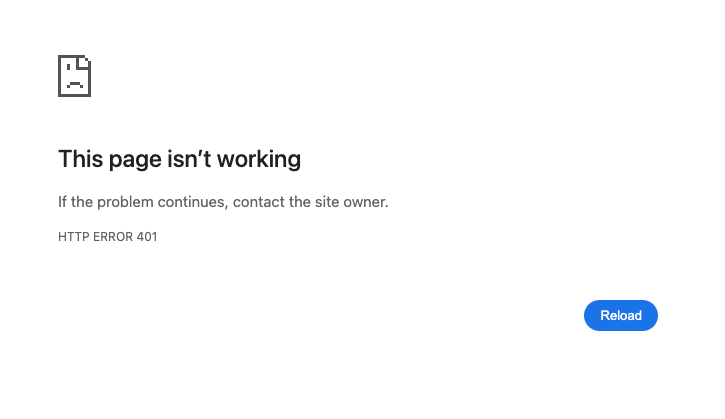 This page isn’t working
If the problem continues, contact the site owner.
HTTP ERROR 401
Reload